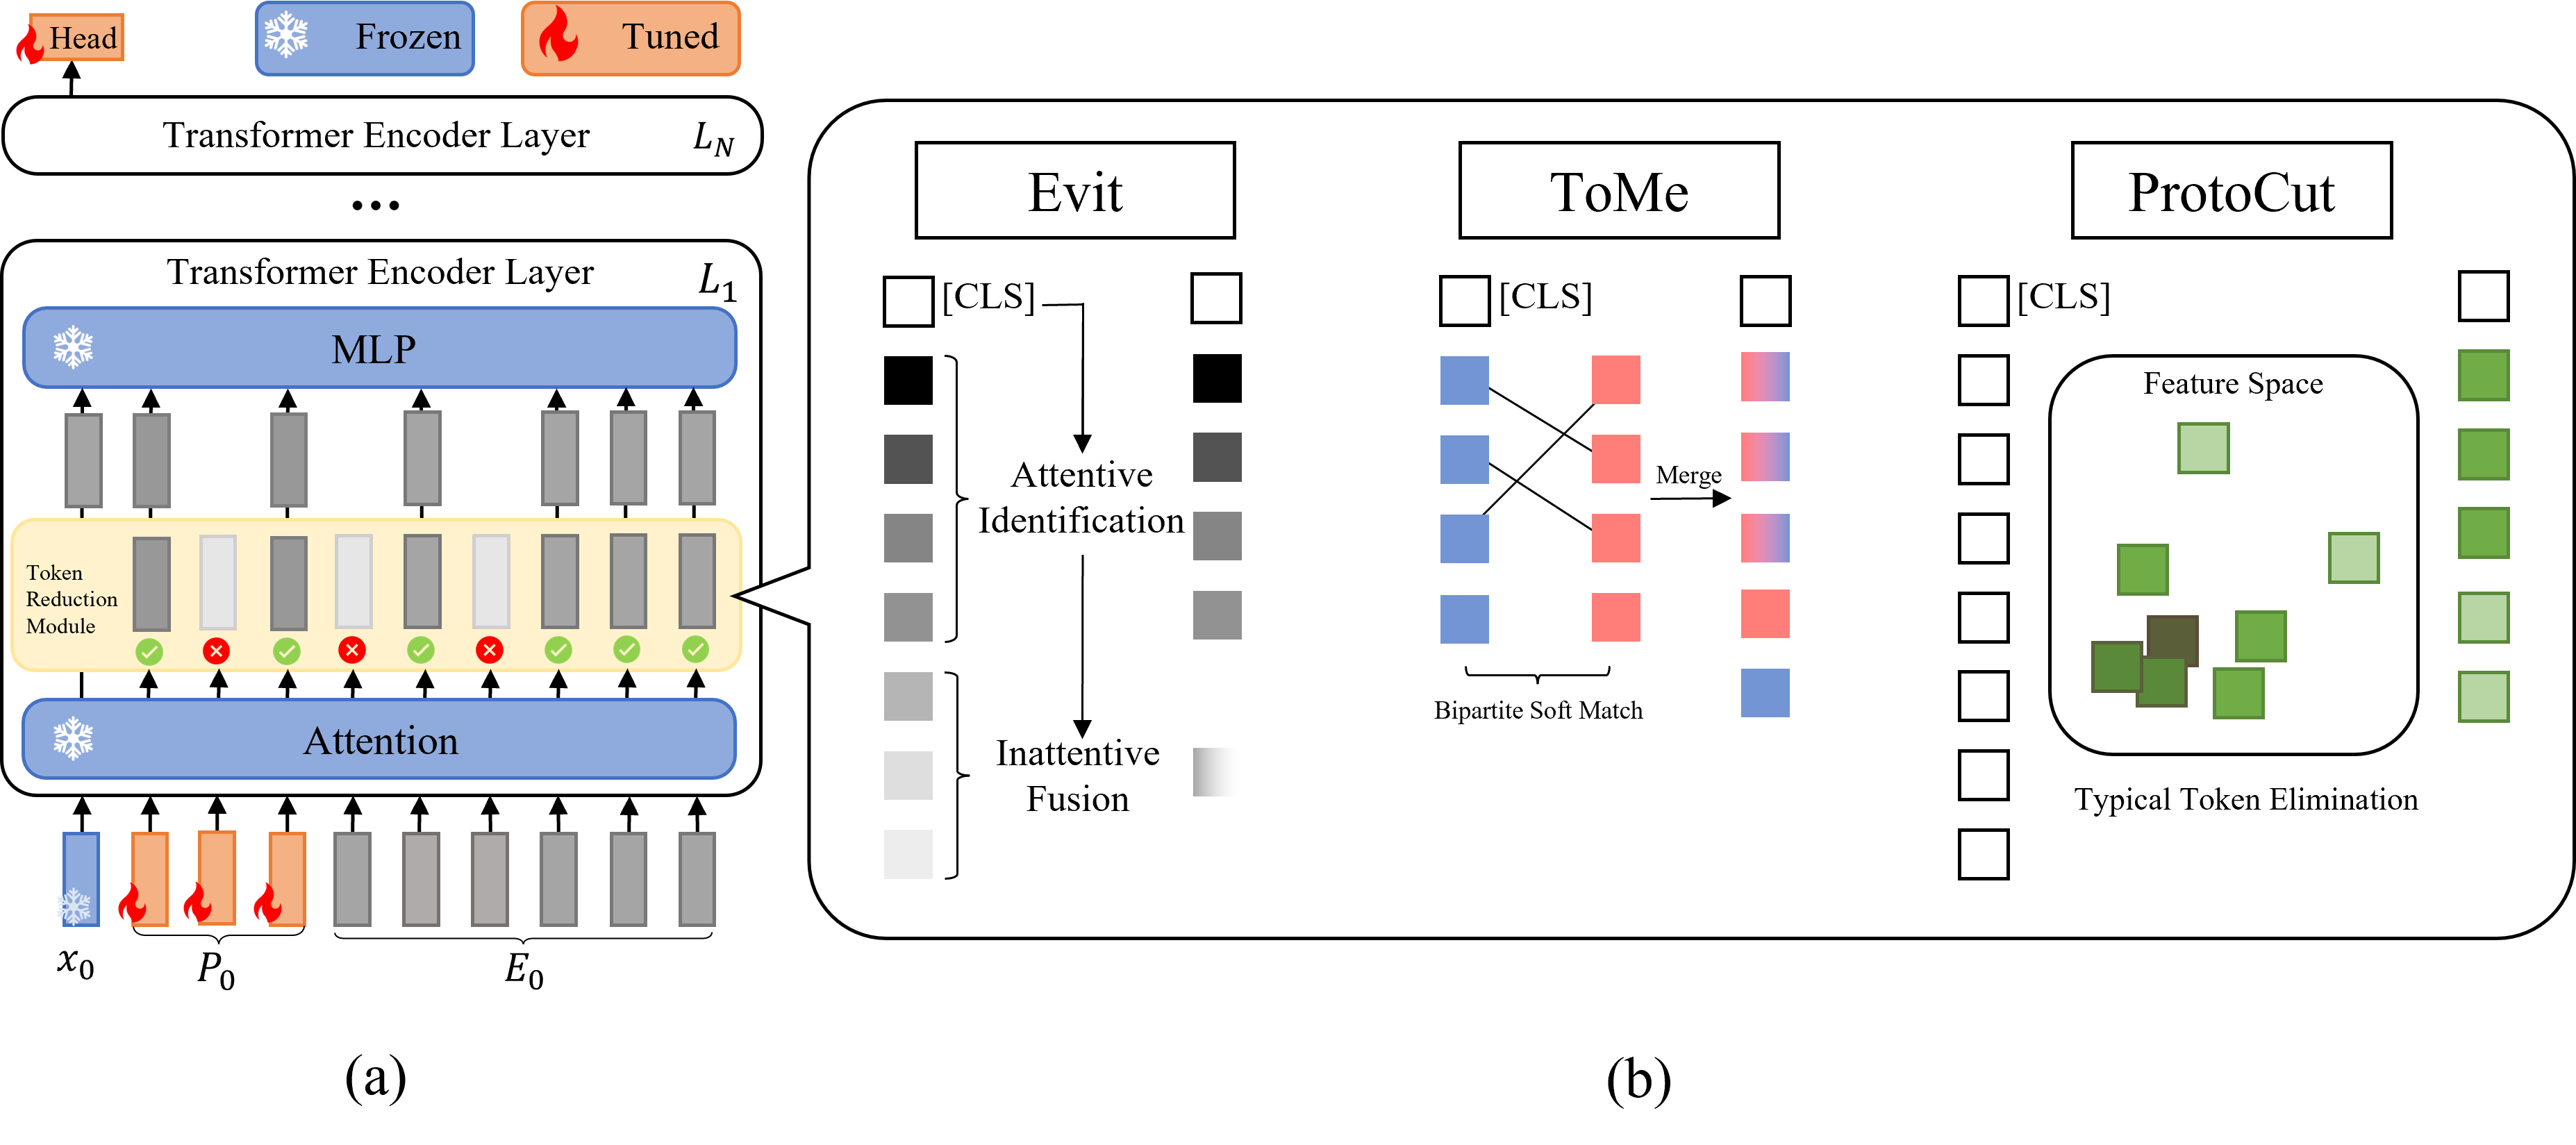 Head
Frozen
Tuned
Transformer Encoder Layer
L_N
...
Transformer Encoder Layer
L_1
MLP
Token
Reduction
Module
Attention
x_0
P_0
E_0
(a)
Evit
[CLS]
Attentive
Identification
Inattentive
Fusion
ToMe
[CLS]
Merge
Bipartite Soft Match
ProtoCut
[CLS]
Feature Space
Typical Token Elimination
(b)